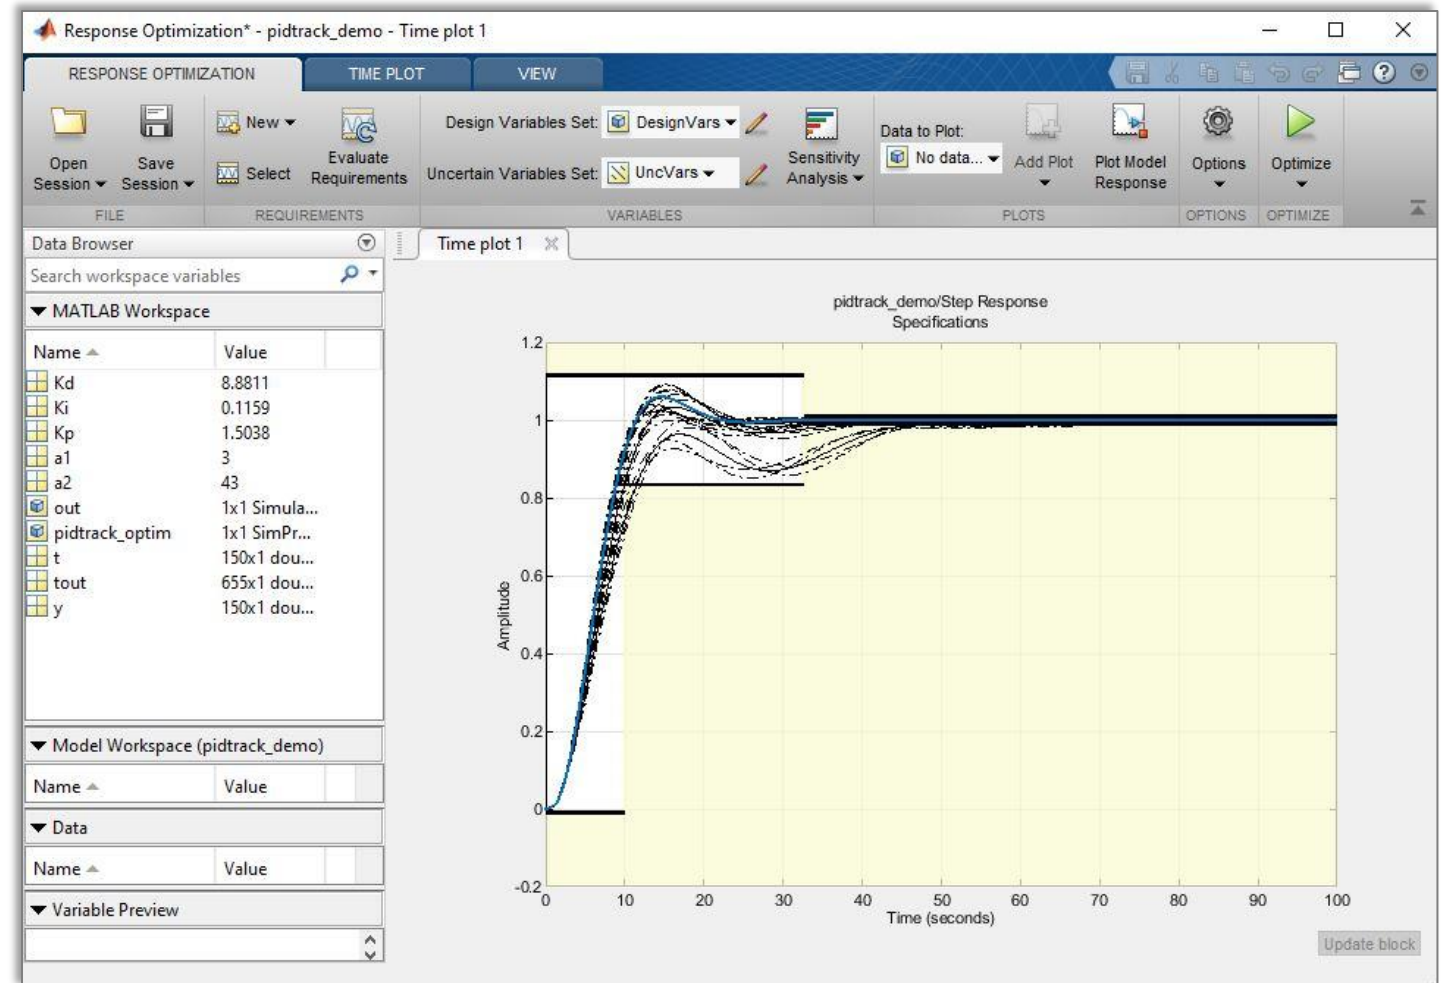 Response Optimization* - pidtrack_demo - Time plot 1
RESPONSE OPTIMIZATION TIME PLOT VIEW
New
Design Variables Set: DesignVars
Data to Plot:
Open Session
Save Session
Select
Evaluate Requirements
Uncertain Variables Set: UncVars
Sensitivity Analysis
No data...
Add Plot
Plot Model Response
Options
Optimize
FILE REQUIREMENTS VARIABLES PLOTS OPTIONS OPTIMIZE
Data Browser
Time plot 1
Search workspace variables
MATLAB Workspace
Name Value
Kd 8.8811
Ki 0.1159
Kp 1.5038
a1 3
a2 43
out 1x1 Simula...
pidtrack_optim 1x1 SimPr...
t 150x1 dou...
tout 655x1 dou...
y 150x1 dou...
Model Workspace (pidtrack_demo)
Name Value
Data
Name Value
Variable Preview
pidtrack_demo/Step Response
Specifications
1.2
1
0.8
0.6
0.4
0.2
0
-0.2
Amplitude
0 10 20 30 40 50 60 70 80 90 100
Time (seconds)
Update block